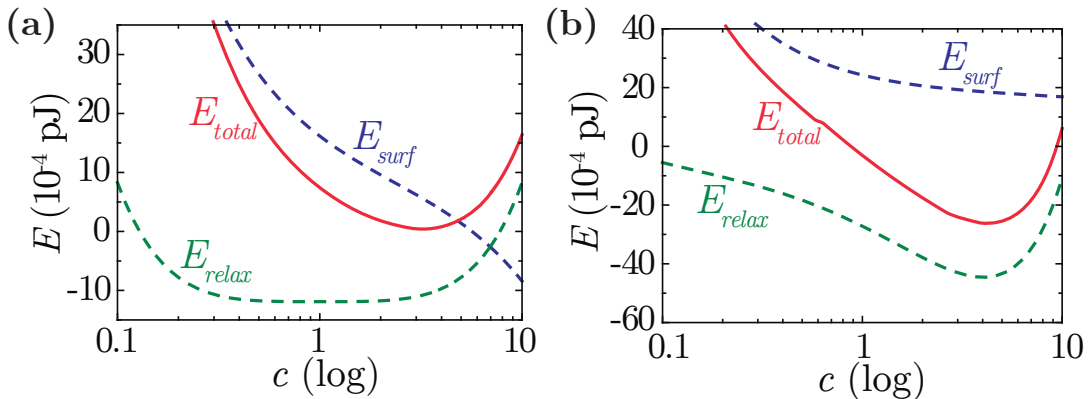 (a)
E (10⁻⁴ pJ)
30
20
10
0
-10
E_total
E_surf
E_relax
0.1 1 10
c (log)
(b)
E (10⁻⁴ pJ)
40
20
0
-20
-40
-60
E_surf
E_total
E_relax
0.1 1 10
c (log)